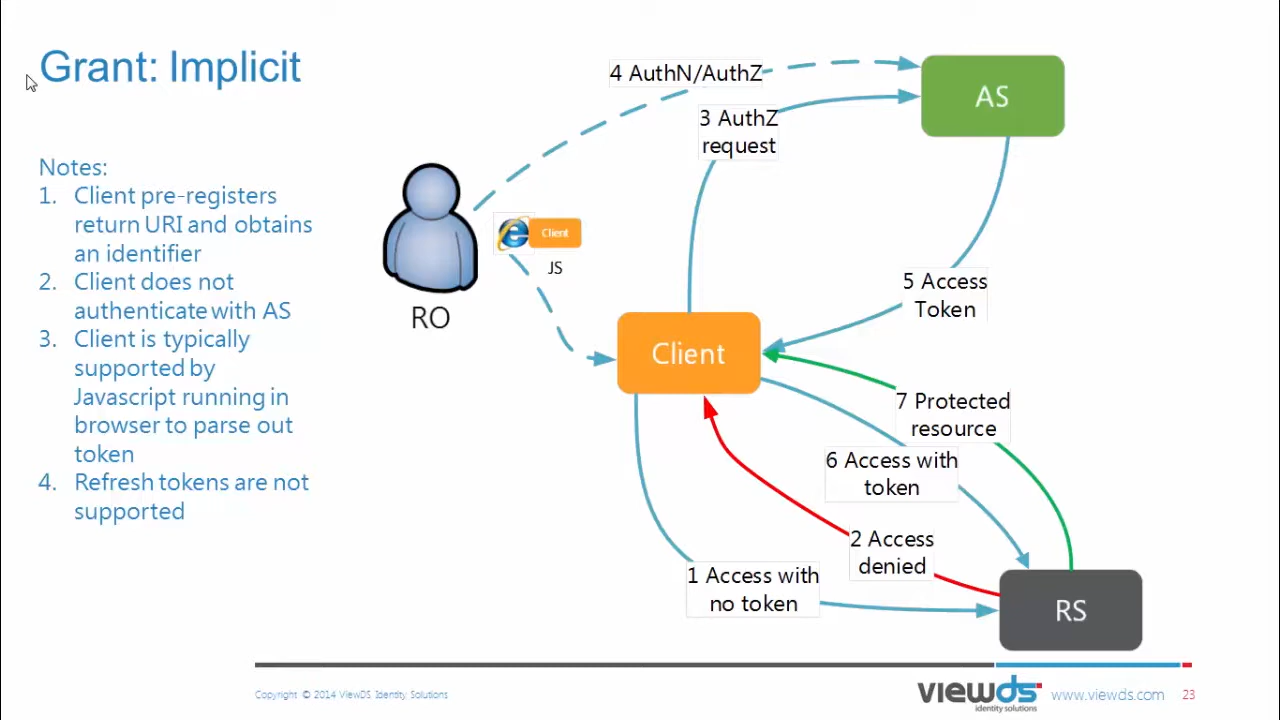 Grant: Implicit
Notes:
1. Client pre-registers
return URI and obtains
an identifier
2. Client does not
authenticate with AS
3. Client is typically
supported by
Javascript running in
browser to parse out
token
4. Refresh tokens are not
supported
4 AuthN/AuthZ
3 AuthZ
request
AS
Client
JS
RO
5 Access
Token
Client
7 Protected
resource
6 Access with
token
2 Access
denied
1 Access with
no token
RS
Copyright © 2014 ViewDS Identity Solutions
viewds
identity solutions
www.viewds.com
23